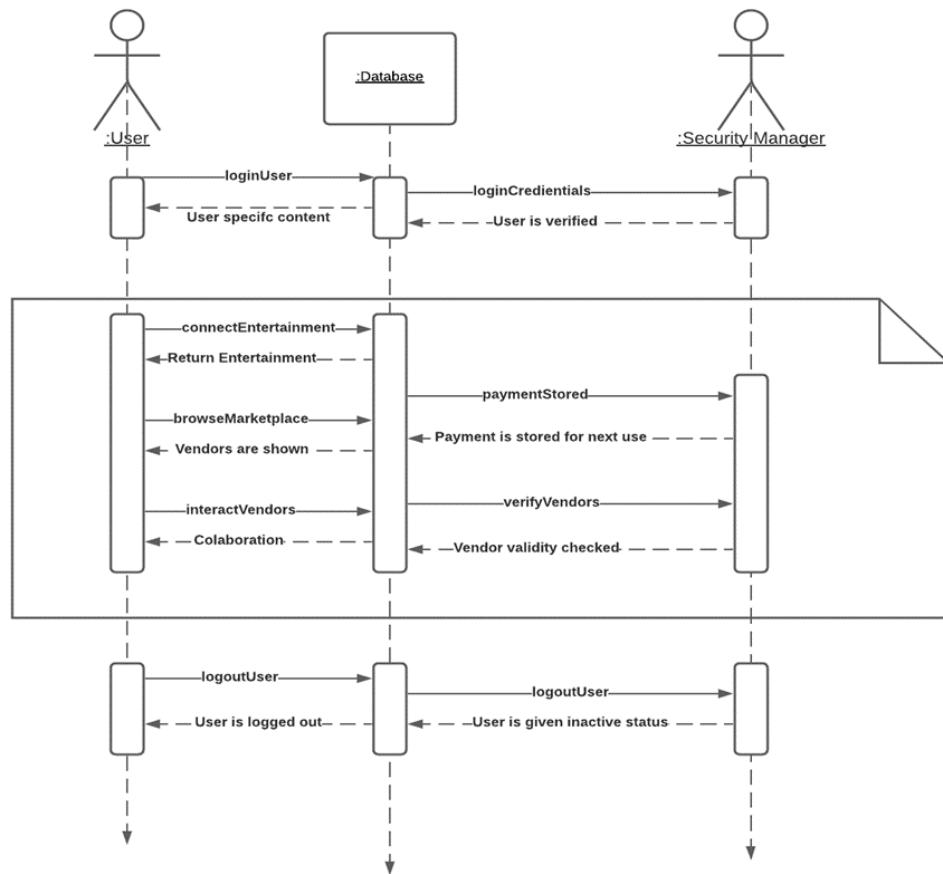 :User
:Database
:Security Manager
loginUser
loginCredentials
User specifc content
User is verified
connectEntertainment
Return Entertainment
paymentStored
browseMarketplace
Payment is stored for next use
Vendors are shown
verifyVendors
interactVendors
Colaboration
Vendor validity checked
logoutUser
logoutUser
User is logged out
User is given inactive status